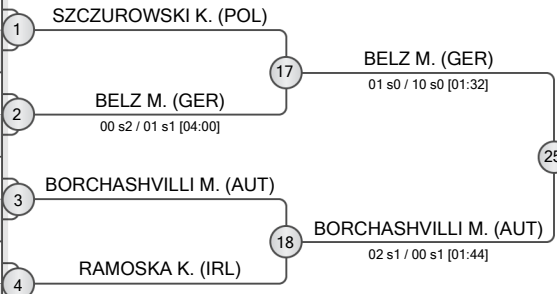 SZCZUROWSKI K. (POL)
1
17
BELZ M. (GER)
01 s0 / 10 s0 [01:32]
BELZ M. (GER)
2
00 s2 / 01 s1 [04:00]
25
BORCHASHVILLI M. (AUT)
3
18
BORCHASHVILLI M. (AUT)
02 s1 / 00 s1 [01:44]
RAMOSKA K. (IRL)
4